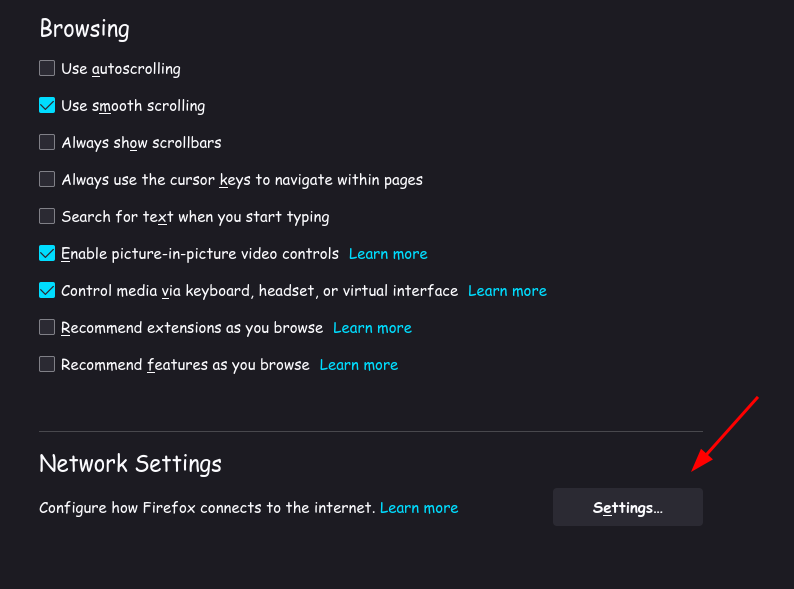 Browsing
Use autoscrolling
Use smooth scrolling
Always show scrollbars
Always use the cursor keys to navigate within pages
Search for text when you start typing
Enable picture-in-picture video controls Learn more
Control media via keyboard, headset, or virtual interface Learn more
Recommend extensions as you browse Learn more
Recommend features as you browse Learn more
Network Settings
Configure how Firefox connects to the internet. Learn more
Settings...